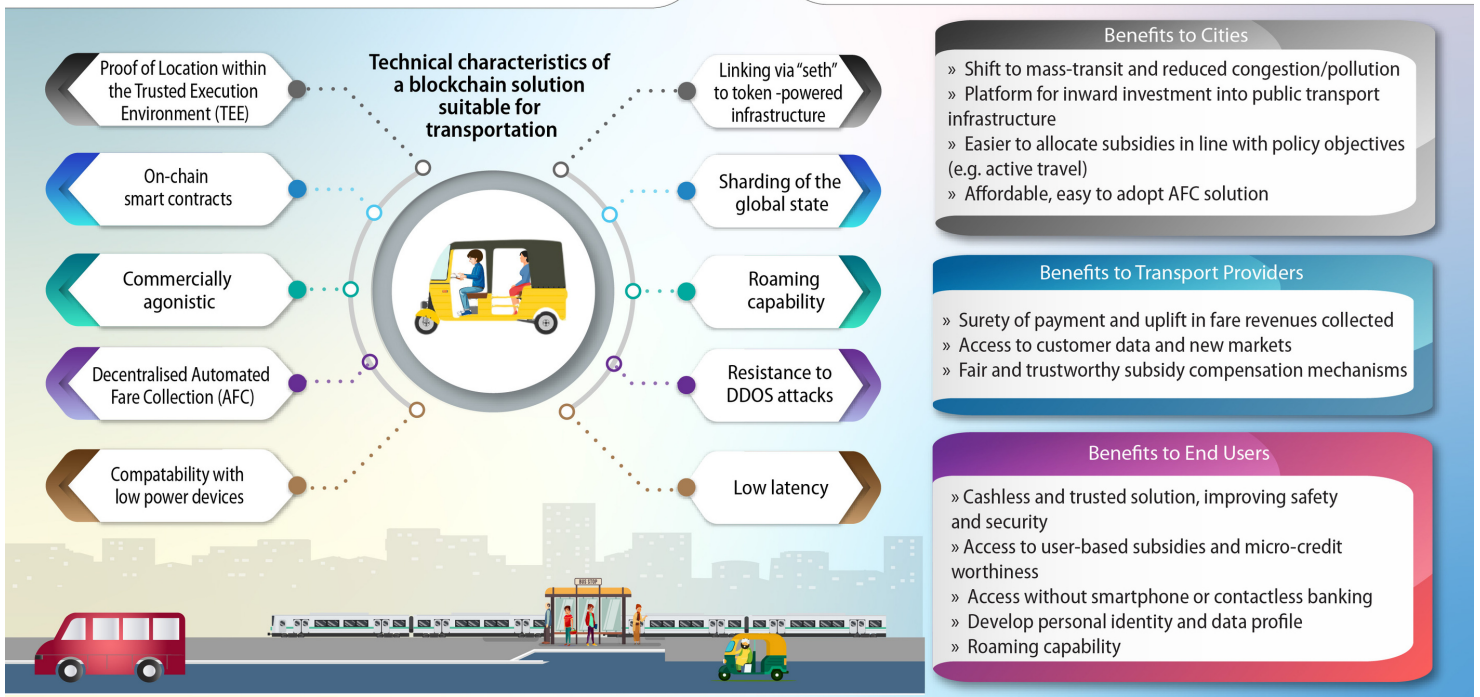 Technical characteristics of
a blockchain solution
suitable for
transportation
Proof of Location within
the Trusted Execution
Environment (TEE)
On-chain
smart contracts
Commercially
agonistic
Decentralised Automated
Fare Collection (AFC)
Compatability with
low power devices
Linking via “seth”
to token -powered
infrastructure
Sharding of the
global state
Roaming
capability
Resistance to
DDOS attacks
Low latency
BUS STOP
Benefits to Cities
» Shift to mass-transit and reduced congestion/pollution
» Platform for inward investment into public transport
infrastructure
» Easier to allocate subsidies in line with policy objectives
(e.g. active travel)
» Affordable, easy to adopt AFC solution
Benefits to Transport Providers
» Surety of payment and uplift in fare revenues collected
» Access to customer data and new markets
» Fair and trustworthy subsidy compensation mechanisms
Benefits to End Users
» Cashless and trusted solution, improving safety
and security
» Access to user-based subsidies and micro-credit
worthiness
» Access without smartphone or contactless banking
» Develop personal identity and data profile
» Roaming capability